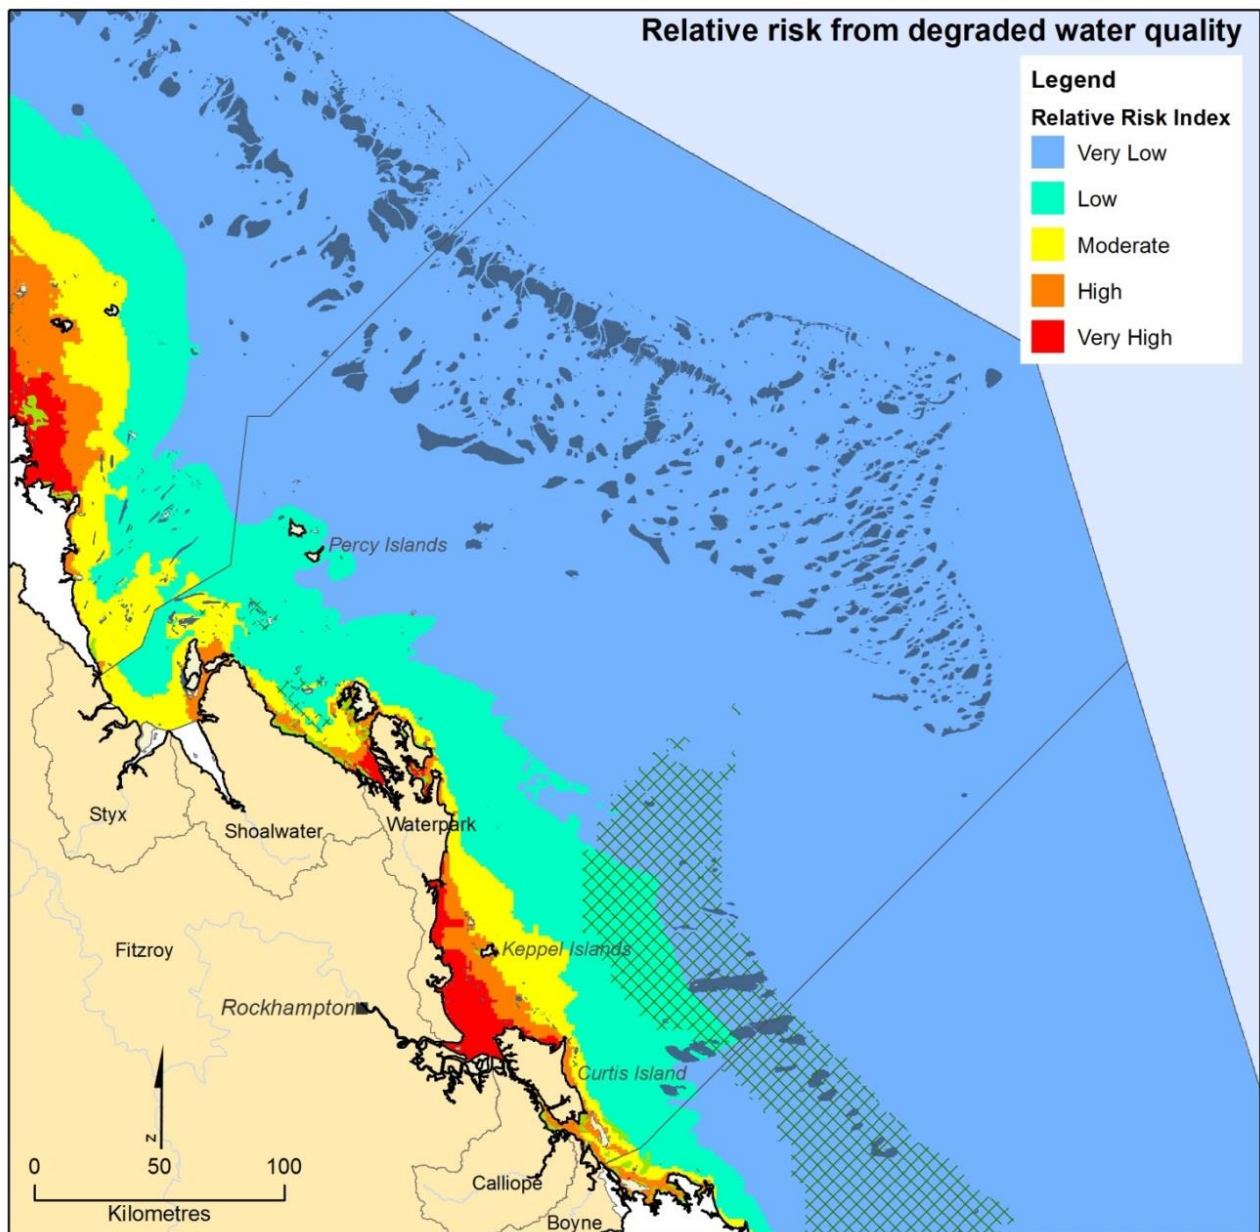 Relative risk from degraded water quality
Legend
Relative Risk Index
Very Low
Low
Moderate
High
Very High
Percy Islands
Styx
Shoalwater
Waterpark
Fitzroy
Keppel Islands
Rockhampton
Curtis Island
N
0 50 100
Kilometres
Calliope
Boyne